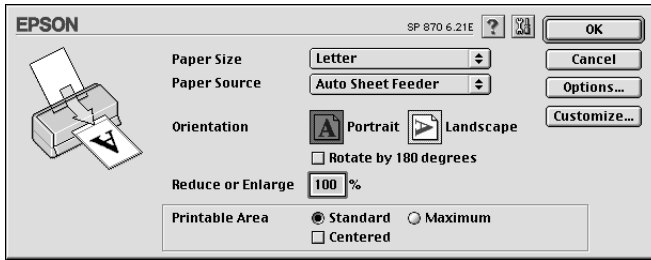 EPSON
SP 870 6.21E
?
OK
Paper Size
Letter
Cancel
Paper Source
Auto Sheet Feeder
Options...
Customize...
Orientation
A Portrait
A Landscape
Rotate by 180 degrees
Reduce or Enlarge
100 %
Printable Area
Standard
Maximum
Centered
A